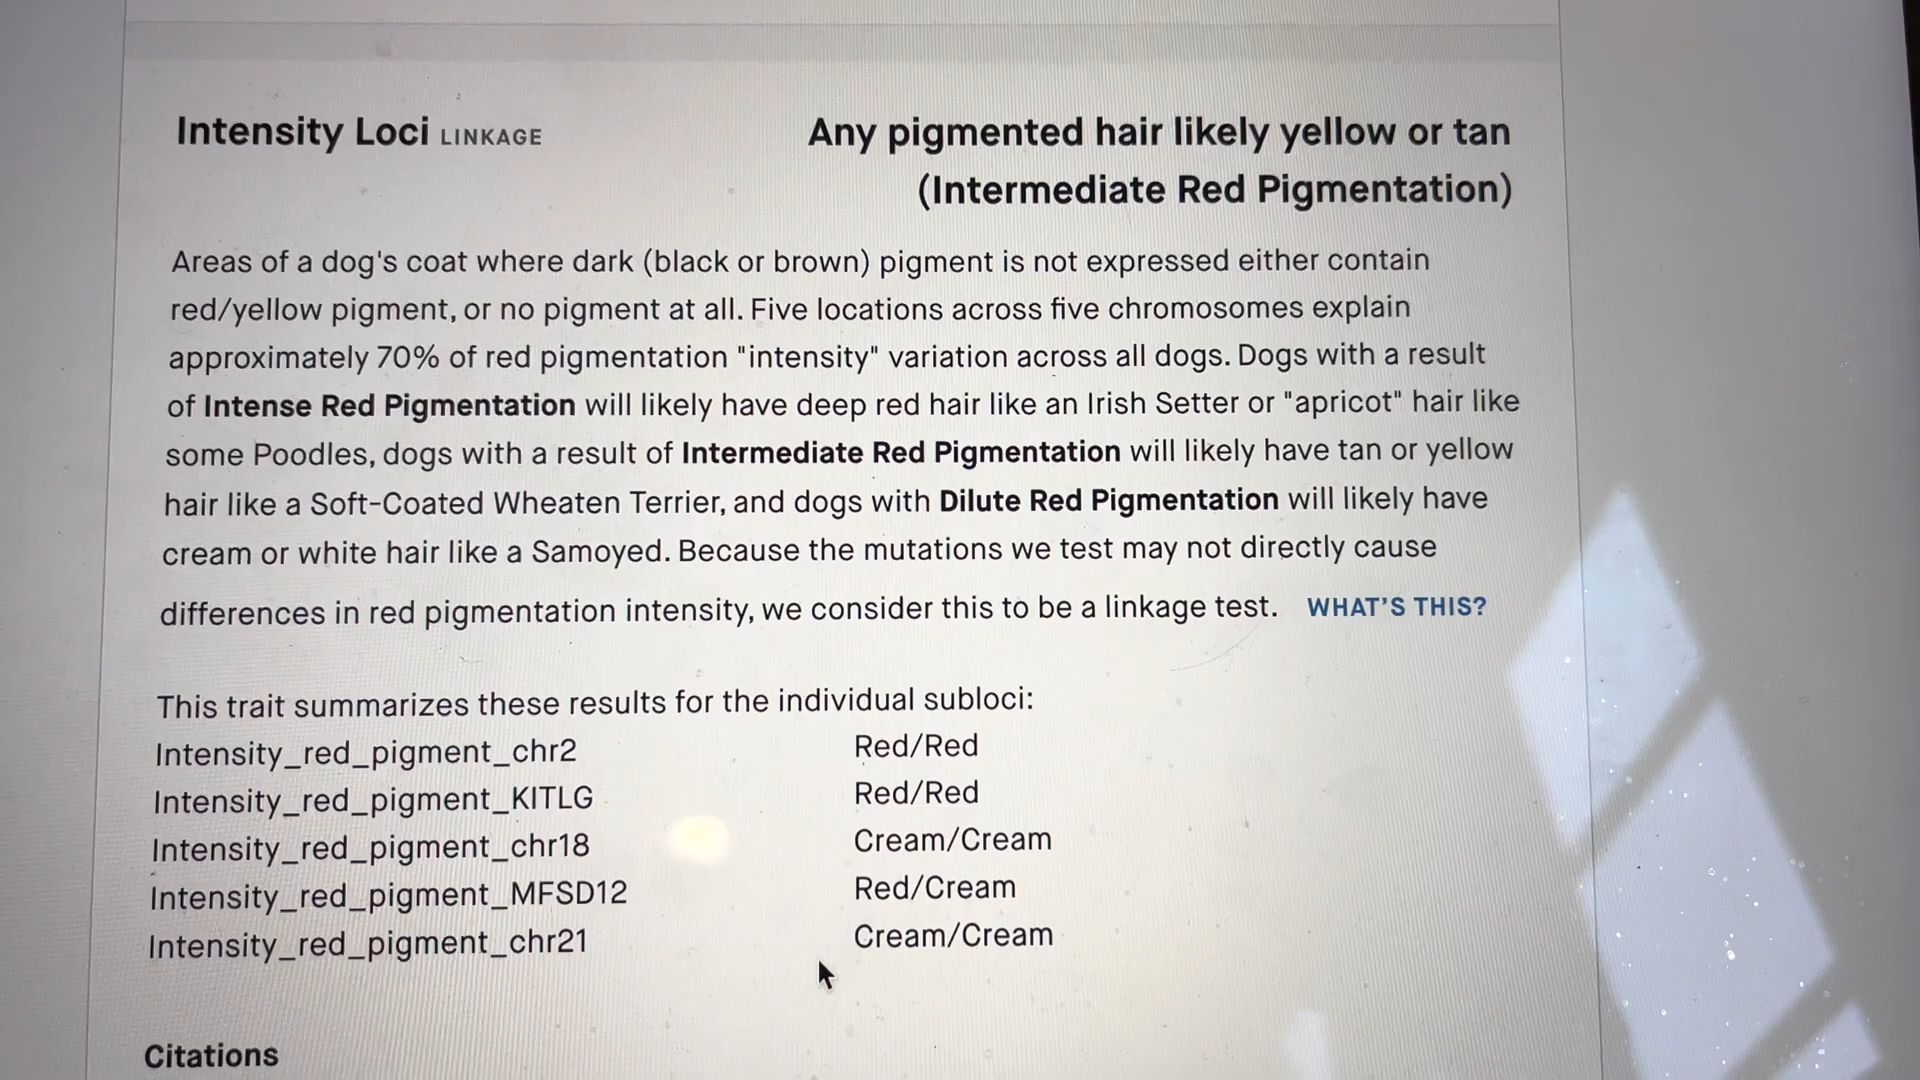 Intensity Loci LINKAGE
Any pigmented hair likely yellow or tan
(Intermediate Red Pigmentation)
Areas of a dog's coat where dark (black or brown) pigment is not expressed either contain
red/yellow pigment, or no pigment at all. Five locations across five chromosomes explain
approximately 70% of red pigmentation "intensity" variation across all dogs. Dogs with a result
of Intense Red Pigmentation will likely have deep red hair like an Irish Setter or "apricot" hair like
some Poodles, dogs with a result of Intermediate Red Pigmentation will likely have tan or yellow
hair like a Soft-Coated Wheaten Terrier, and dogs with Dilute Red Pigmentation will likely have
cream or white hair like a Samoyed. Because the mutations we test may not directly cause
differences in red pigmentation intensity, we consider this to be a linkage test. WHAT'S THIS?
This trait summarizes these results for the individual subloci:
Intensity_red_pigment_chr2 Red/Red
Intensity_red_pigment_KITLG Red/Red
Intensity_red_pigment_chr18 Cream/Cream
Intensity_red_pigment_MFSD12 Red/Cream
Intensity_red_pigment_chr21 Cream/Cream
Citations